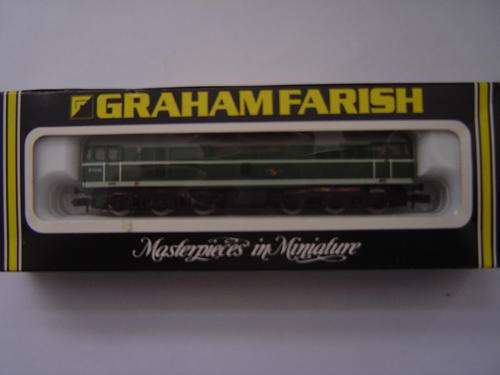 GRAHAM FARISH
Masterpieces in Miniature